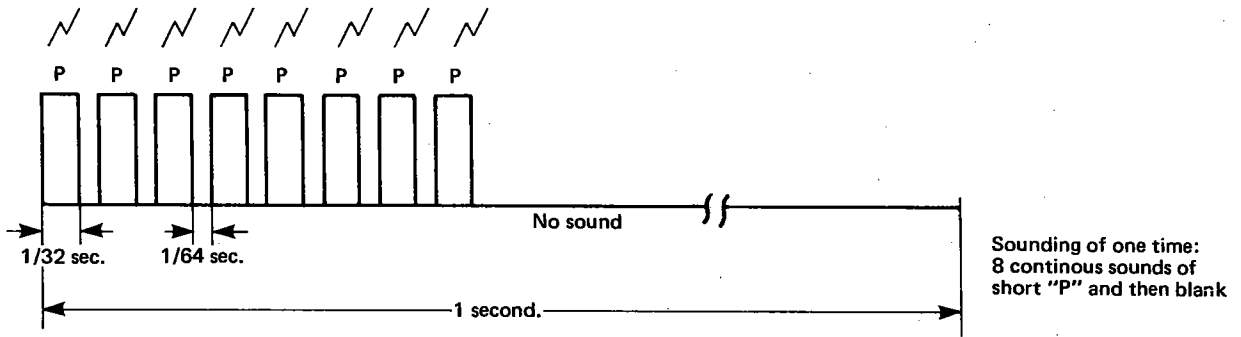 P P P P P P P P
No sound
1/32 sec. 1/64 sec.
1 second.
Sounding of one time:
8 continous sounds of
short "P" and then blank